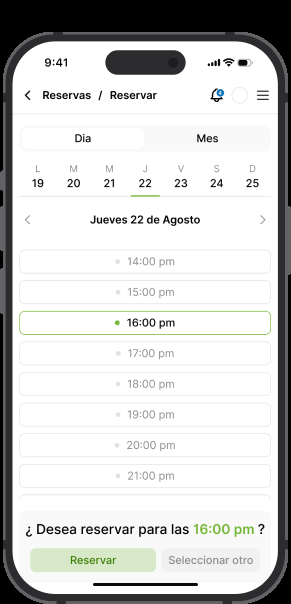 9:41
Reservas / Reservar
Dia Mes
L M M J V S D
19 20 21 22 23 24 25
Jueves 22 de Agosto
14:00 pm
15:00 pm
16:00 pm
17:00 pm
18:00 pm
19:00 pm
20:00 pm
21:00 pm
¿ Desea reservar para las 16:00 pm ?
Reservar Seleccionar otro